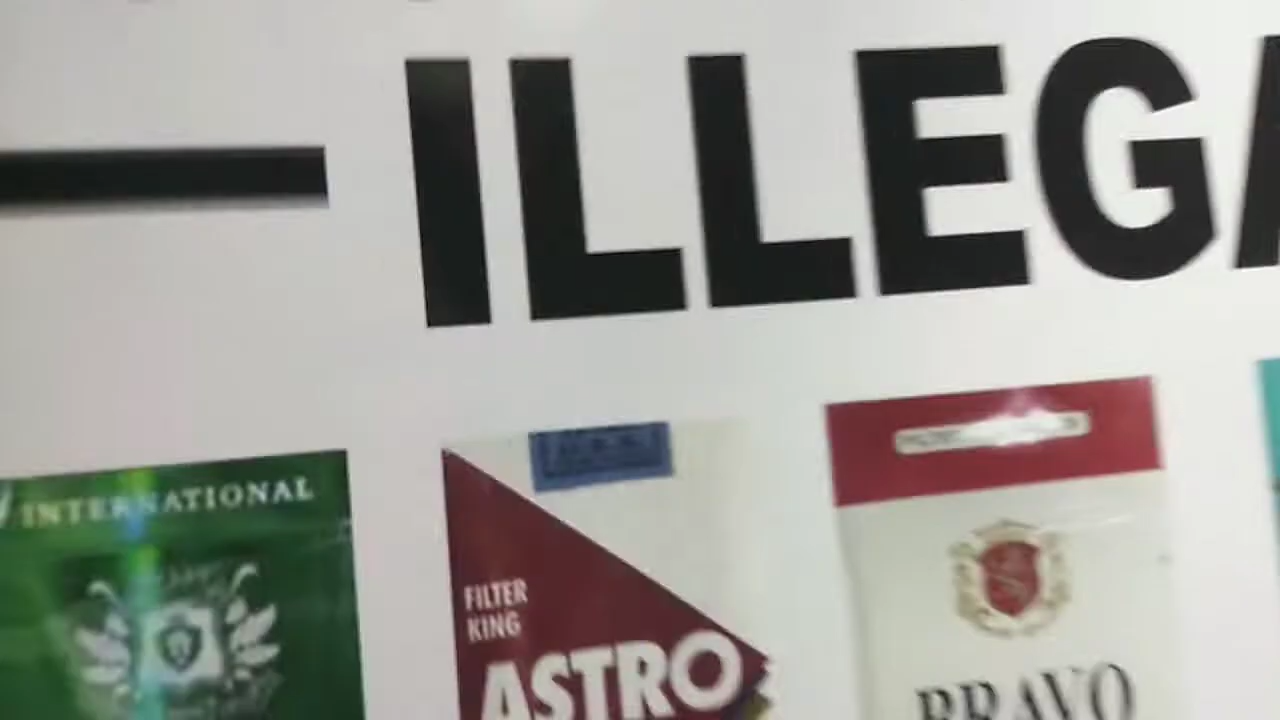 ILLEGA
INTERNATIONAL
FILTER
KING
ASTRO
BRAVO